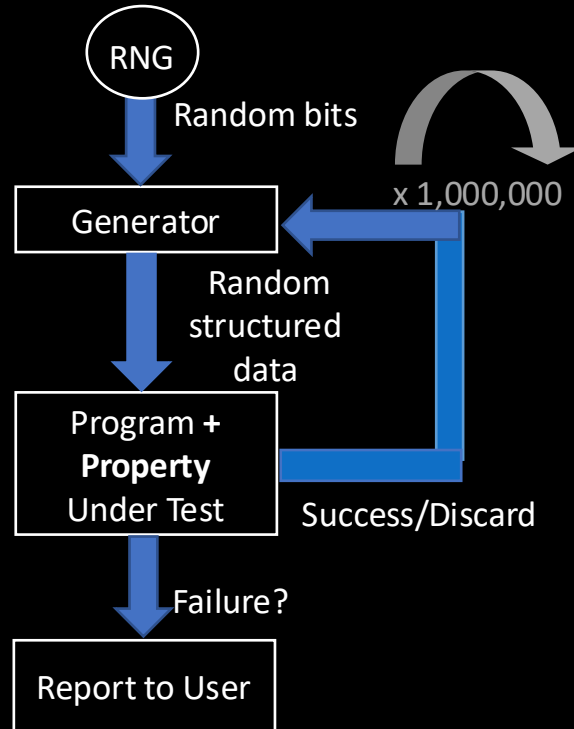 RNG
Random bits
x 1,000,000
Generator
Random
structured
data
Program +
Property
Under Test
Success/Discard
Failure?
Report to User